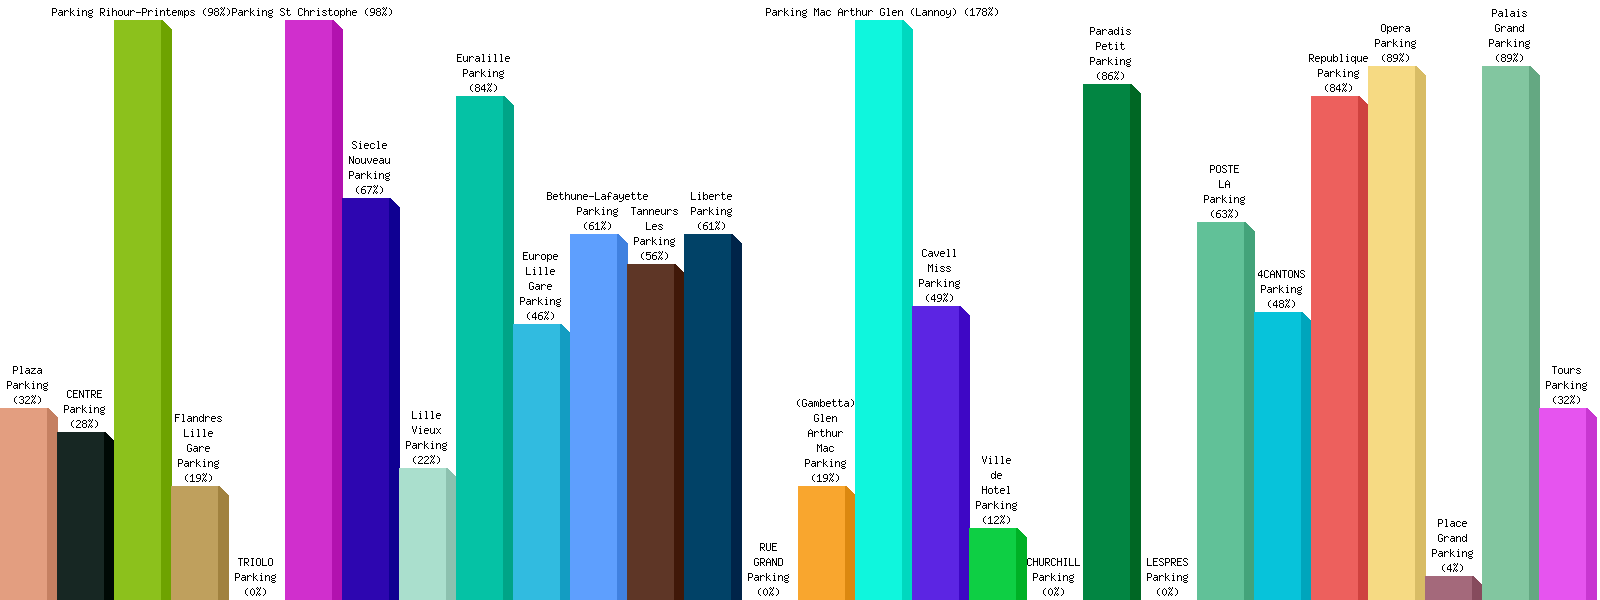 Plaza
Parking
(32%)
CENTRE
Parking
(28%)
Parking Rihour-Printemps (98%)
Flandres
Lille
Gare
Parking
(19%)
TRIOLO
Parking
(0%)
Parking St Christophe (98%)
Siecle
Nouveau
Parking
(67%)
Lille
Vieux
Parking
(22%)
Euralille
Parking
(84%)
Europe
Lille
Gare
Parking
(46%)
Bethune-Lafayette
Parking
(61%)
Tanneurs
Les
Parking
(56%)
Liberte
Parking
(61%)
RUE
GRAND
Parking
(0%)
(Gambetta)
Glen
Arthur
Mac
Parking
(19%)
Parking Mac Arthur Glen (Lannoy) (178%)
Cavell
Miss
Parking
(49%)
Ville
de
Hotel
Parking
(12%)
CHURCHILL
Parking
(0%)
Paradis
Petit
Parking
(86%)
LESPRES
Parking
(0%)
POSTE
LA
Parking
(63%)
4CANTONS
Parking
(48%)
Republique
Parking
(84%)
Opera
Parking
(89%)
Place
Grand
Parking
(4%)
Palais
Grand
Parking
(89%)
Tours
Parking
(32%)